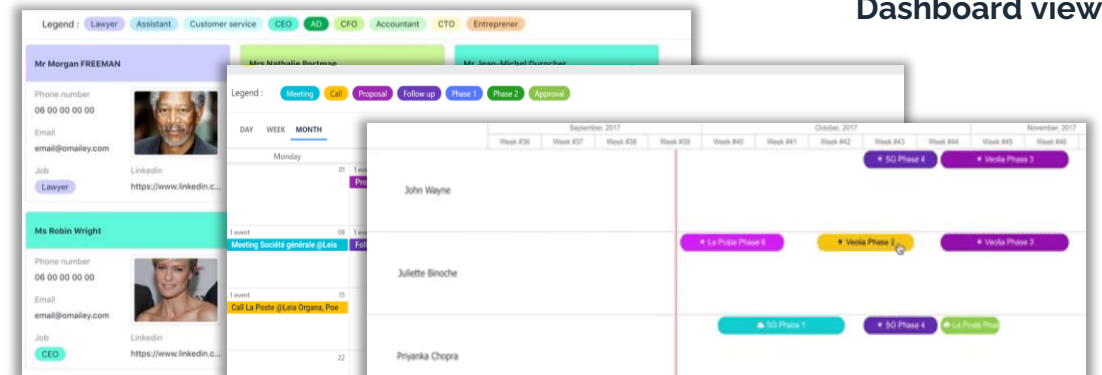 Dashboard view
Legend : Lawyer Assistant Customer service CEO AD CFO Accountant CTO Entreprener
Mr Morgan FREEMAN
Mrs Nathalie Portman
Mr Jean-Michel Durocher
Phone number
06 00 00 00 00
Email
email@omailey.com
Job
Linkedin
Lawyer
https://www.linkedin.c...
Ms Robin Wright
Phone number
06 00 00 00 00
Email
email@omailey.com
Job
Linkedin
CEO
https://www.linkedin.c...
Legend : Meeting Call Proposal Follow up Phase 1 Phase 2 Approval
DAY WEEK MONTH
Monday
01
1 event 08
Meeting Société générale @Leia
1 event 15
Call La Poste @Leia Organa, Poe
22
September, 2017 October, 2017 November, 2017
Week #36 Week #37 Week #38 Week #39 Week #40 Week #41 Week #42 Week #43 Week #44 Week #45 Week #46
John Wayne
SG Phase 4
Veolia Phase 3
Juliette Binoche
La Poste Phase 6
Veolia Phase 2
Veolia Phase 3
Priyanka Chopra
SG Phase 1
SG Phase 4
La Poste